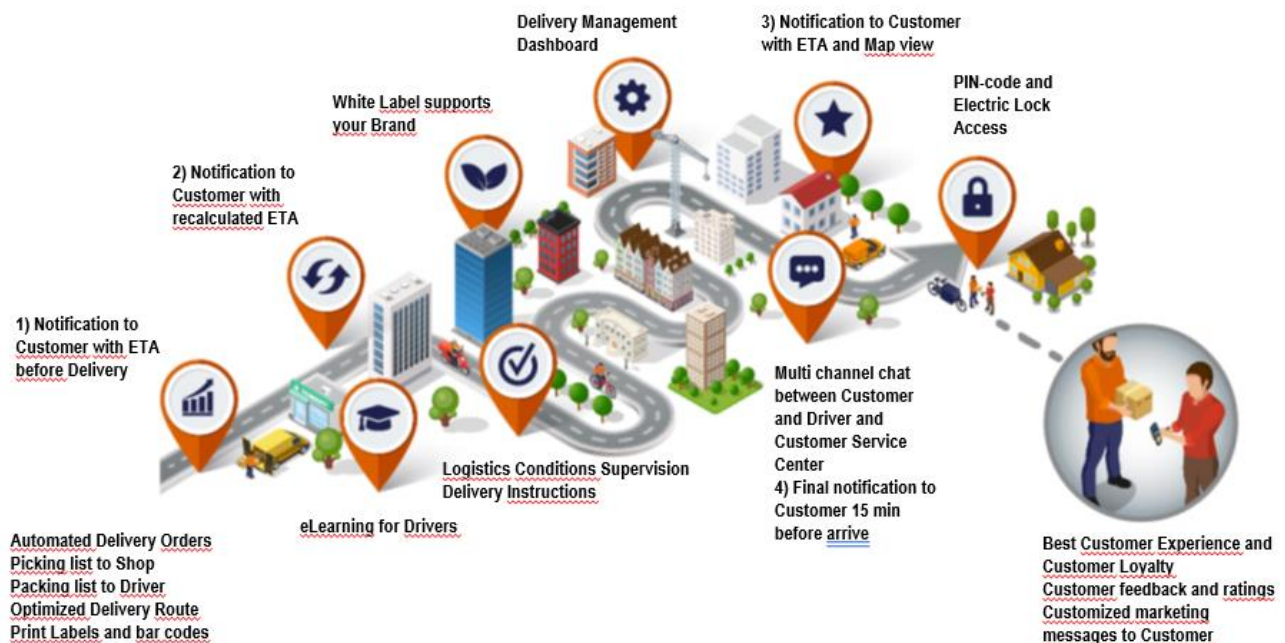 Delivery Management
Dashboard
3) Notification to Customer
with ETA and Map view
PIN-code and
Electric Lock
Access
White Label supports
your Brand
2) Notification to
Customer with
recalculated ETA
1) Notification to
Customer with ETA
before Delivery
Multi channel chat
between Customer
and Driver and
Customer Service
Center
4) Final notification to
Customer 15 min
before arrive
Logistics Conditions Supervision
Delivery Instructions
eLearning for Drivers
Automated Delivery Orders
Picking list to Shop
Packing list to Driver
Optimized Delivery Route
Print Labels and bar codes
Best Customer Experience and
Customer Loyalty
Customer feedback and ratings
Customized marketing
messages to Customer